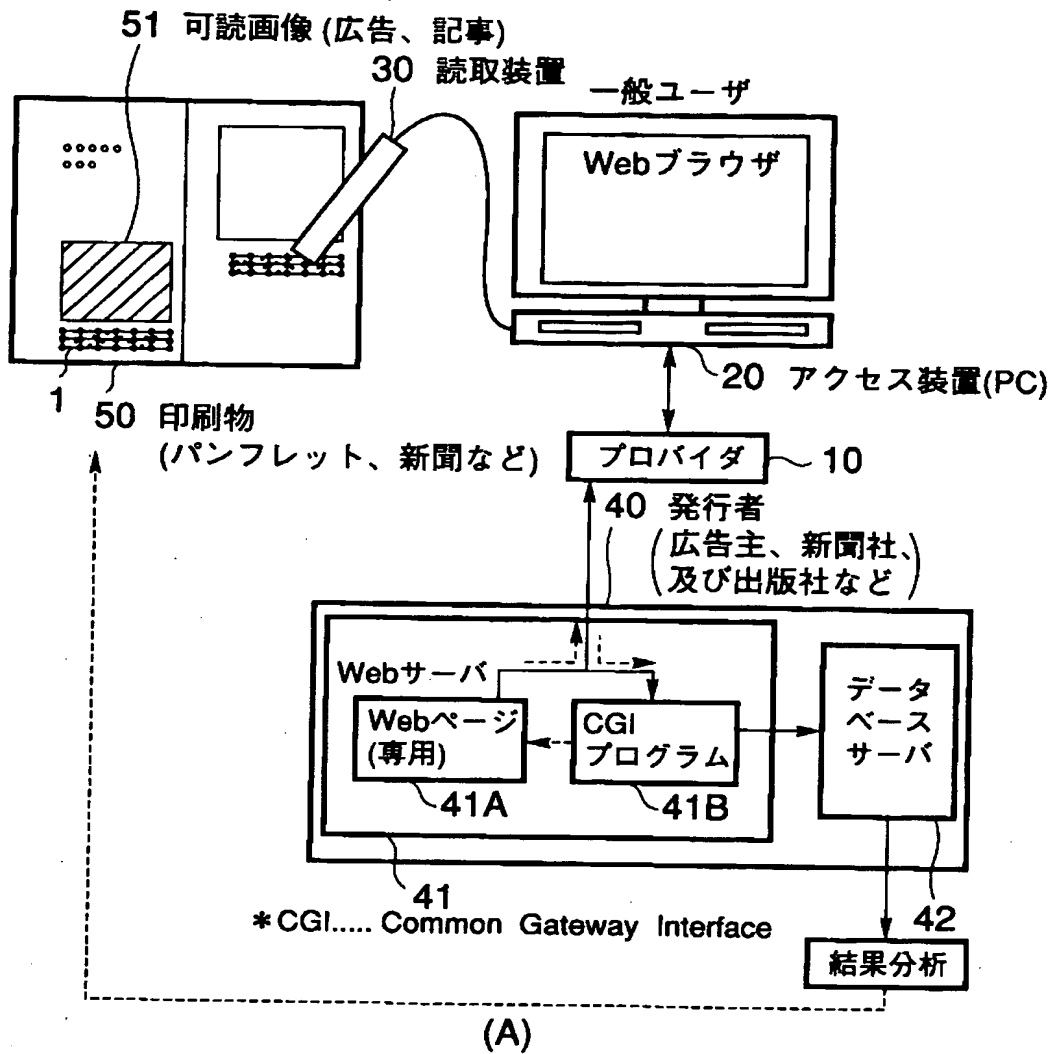 51 可読画像 (広告、記事)
30 読取装置
一般ユーザ
Webブラウザ
1
50 印刷物
(パンフレット、新聞など)
20 アクセス装置(PC)
プロバイダ
10
40 発行者
(広告主、新聞社、
及び出版社など)
Webサーバ
Webページ
(専用)
41A
CGI
プログラム
41B
データ
ベース
サーバ
41
42
*CGI..... Common Gateway Interface
結果分析
(A)